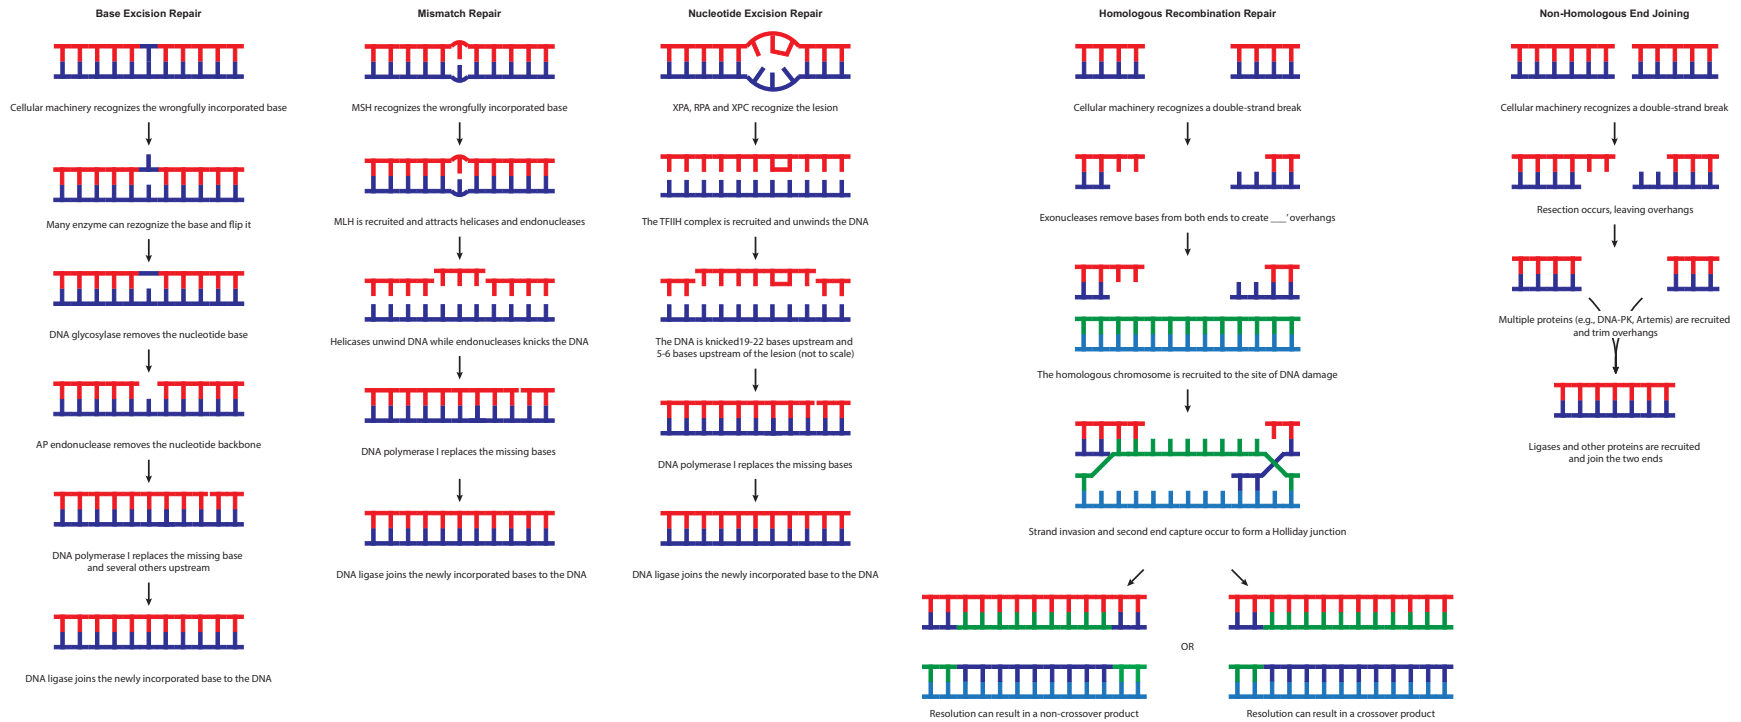 Base Excision Repair
Cellular machinery recognizes the wrongfully incorporated base
Many enzyme can rezognize the base and flip it
DNA glycosylase removes the nucleotide base
AP endonuclease removes the nucleotide backbone
DNA polymerase I replaces the missing base
and several others upstream
DNA ligase joins the newly incorporated base to the DNA
Mismatch Repair
MSH recognizes the wrongfully incorporated base
MLH is recruited and attracts helicases and endonucleases
Helicases unwind DNA while endonucleases knicks the DNA
DNA polymerase I replaces the missing bases
DNA ligase joins the newly incorporated bases to the DNA
Nucleotide Excision Repair
XPA, RPA and XPC recognize the lesion
The TFIIH complex is recruited and unwinds the DNA
The DNA is knicked19-22 bases upstream and
5-6 bases upstream of the lesion (not to scale)
DNA polymerase I replaces the missing bases
DNA ligase joins the newly incorporated base to the DNA
Homologous Recombination Repair
Cellular machinery recognizes a double-strand break
Exonucleases remove bases from both ends to create ___' overhangs
The homologous chromosome is recruited to the site of DNA damage
Strand invasion and second end capture occur to form a Holliday junction
OR
Resolution can result in a non-crossover product
Resolution can result in a crossover product
Non-Homologous End Joining
Cellular machinery recognizes a double-strand break
Resection occurs, leaving overhangs
Multiple proteins (e.g., DNA-PK, Artemis) are recruited
and trim overhangs
Ligases and other proteins are recruited
and join the two ends